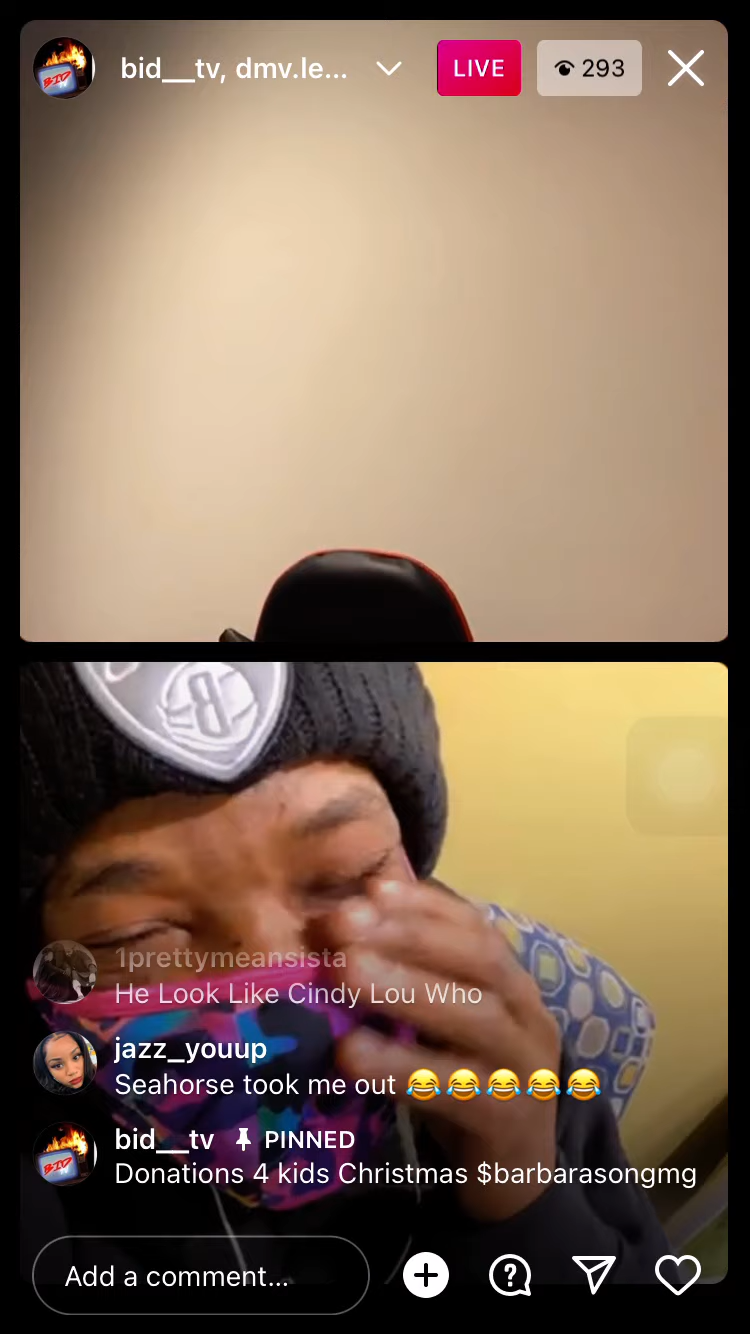 bid__tv, dmv.le...
LIVE
293
1prettymeansista
He Look Like Cindy Lou Who
jazz_youup
Seahorse took me out 😂😂😂😂😂
bid__tv PINNED
Donations 4 kids Christmas $barbarasongmg
Add a comment...